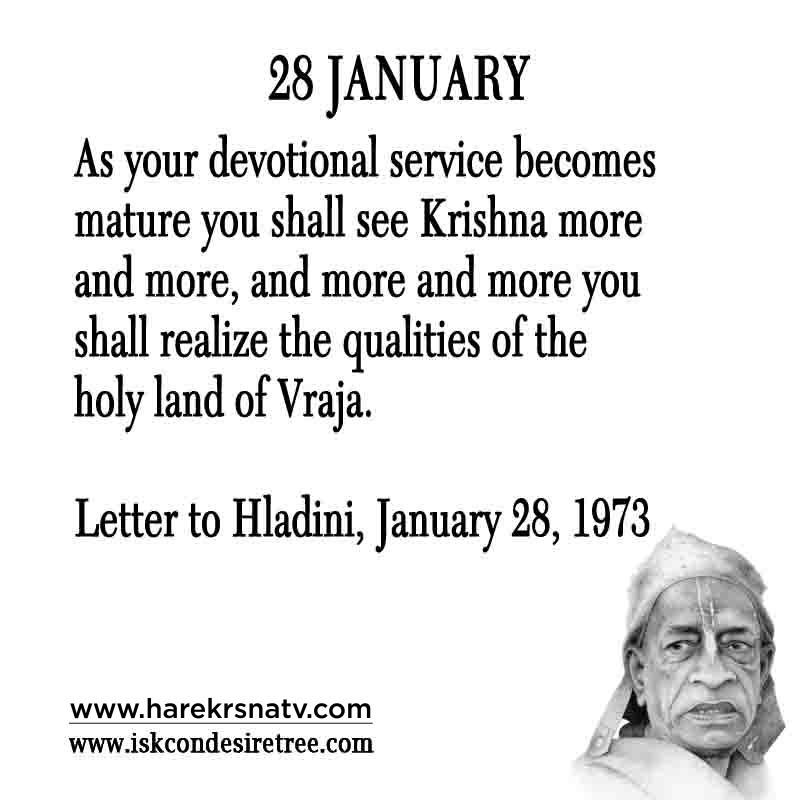 28 JANUARY
As your devotional service becomes
mature you shall see Krishna more
and more, and more and more you
shall realize the qualities of the
holy land of Vraja.
Letter to Hladini, January 28, 1973
www.harekrsnatv.com
www.iskcondesiretree.com